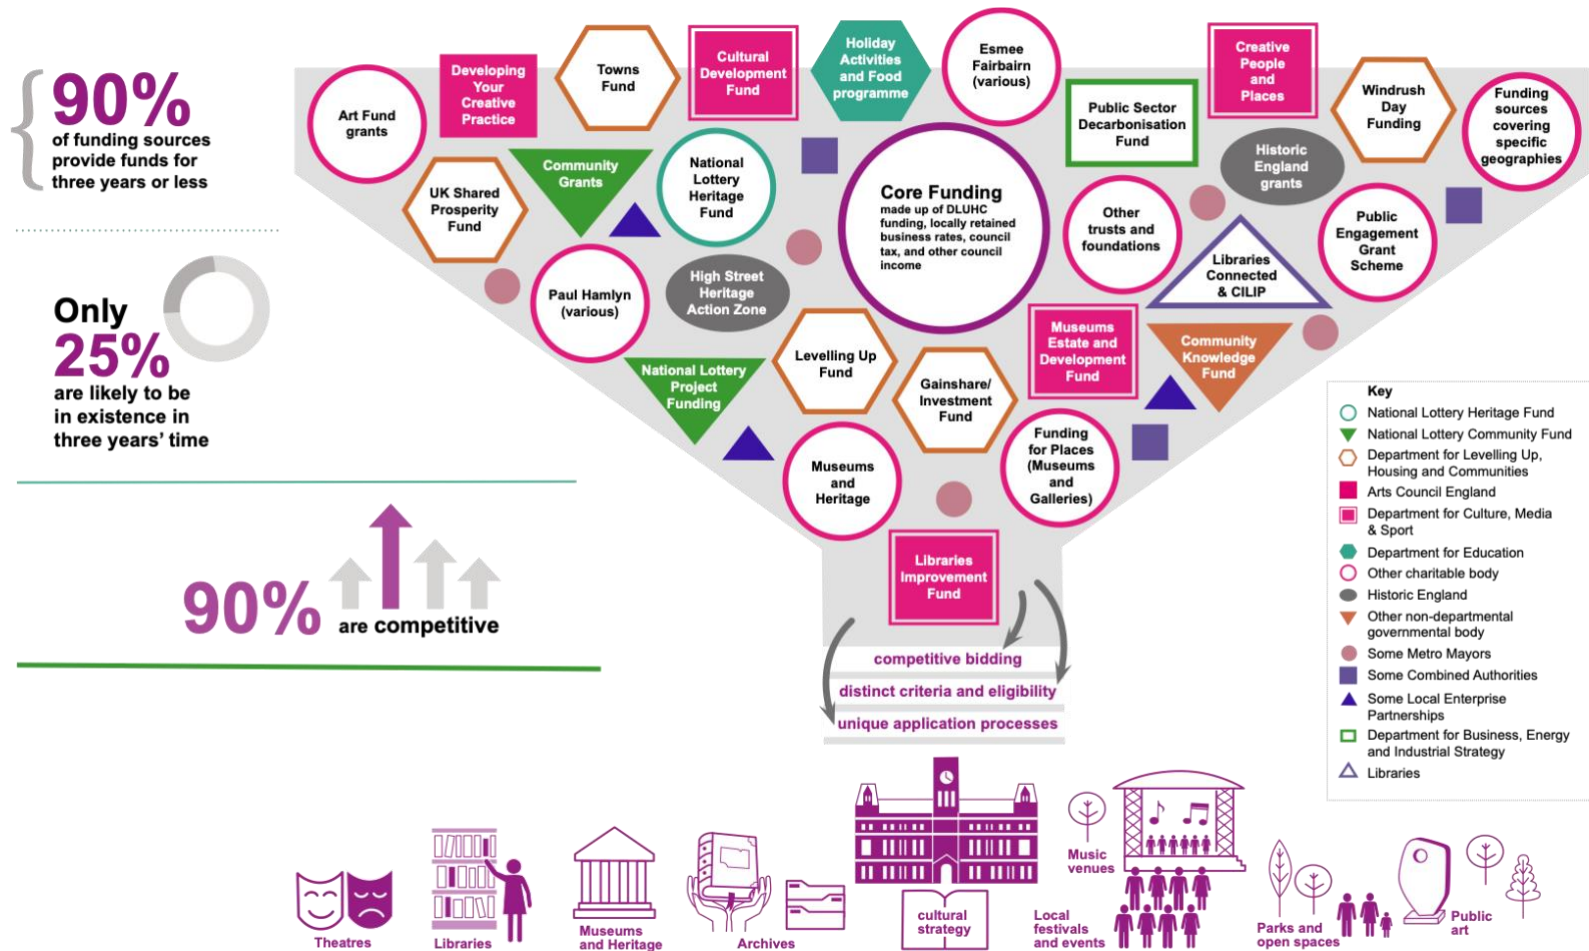 90%
of funding sources
provide funds for
three years or less
Only
25%
are likely to be
in existence in
three years’ time
90%
are competitive
Art Fund
grants
Developing
Your
Creative
Practice
Towns
Fund
Cultural
Development
Fund
Holiday
Activities
and Food
programme
Esmee
Fairbairn
(various)
Public Sector
Decarbonisation
Fund
Creative
People
and
Places
Windrush
Day
Funding
Funding
sources
covering
specific
geographies
UK Shared
Prosperity
Fund
Community
Grants
National
Lottery
Heritage
Fund
Core Funding
made up of DLUHC
funding, locally retained
business rates, council
tax, and other council
income
Other
trusts and
foundations
Historic
England
grants
Libraries
Connected
& CILIP
Public
Engagement
Grant
Scheme
Paul Hamlyn
(various)
High Street
Heritage
Action Zone
National Lottery
Project
Funding
Levelling Up
Fund
Gainshare/
Investment
Fund
Museums
Estate and
Development
Fund
Community
Knowledge
Fund
Museums
and
Heritage
Funding
for Places
(Museums
and
Galleries)
Libraries
Improvement
Fund
competitive bidding
distinct criteria and eligibility
unique application processes
Key
National Lottery Heritage Fund
National Lottery Community Fund
Department for Levelling Up,
Housing and Communities
Arts Council England
Department for Culture, Media
& Sport
Department for Education
Other charitable body
Historic England
Other non-departmental
governmental body
Some Metro Mayors
Some Combined Authorities
Some Local Enterprise
Partnerships
Department for Business, Energy
and Industrial Strategy
Libraries
Theatres
Libraries
Museums
and Heritage
Archives
cultural
strategy
Music
venues
Local
festivals
and events
Parks and
open spaces
Public
art